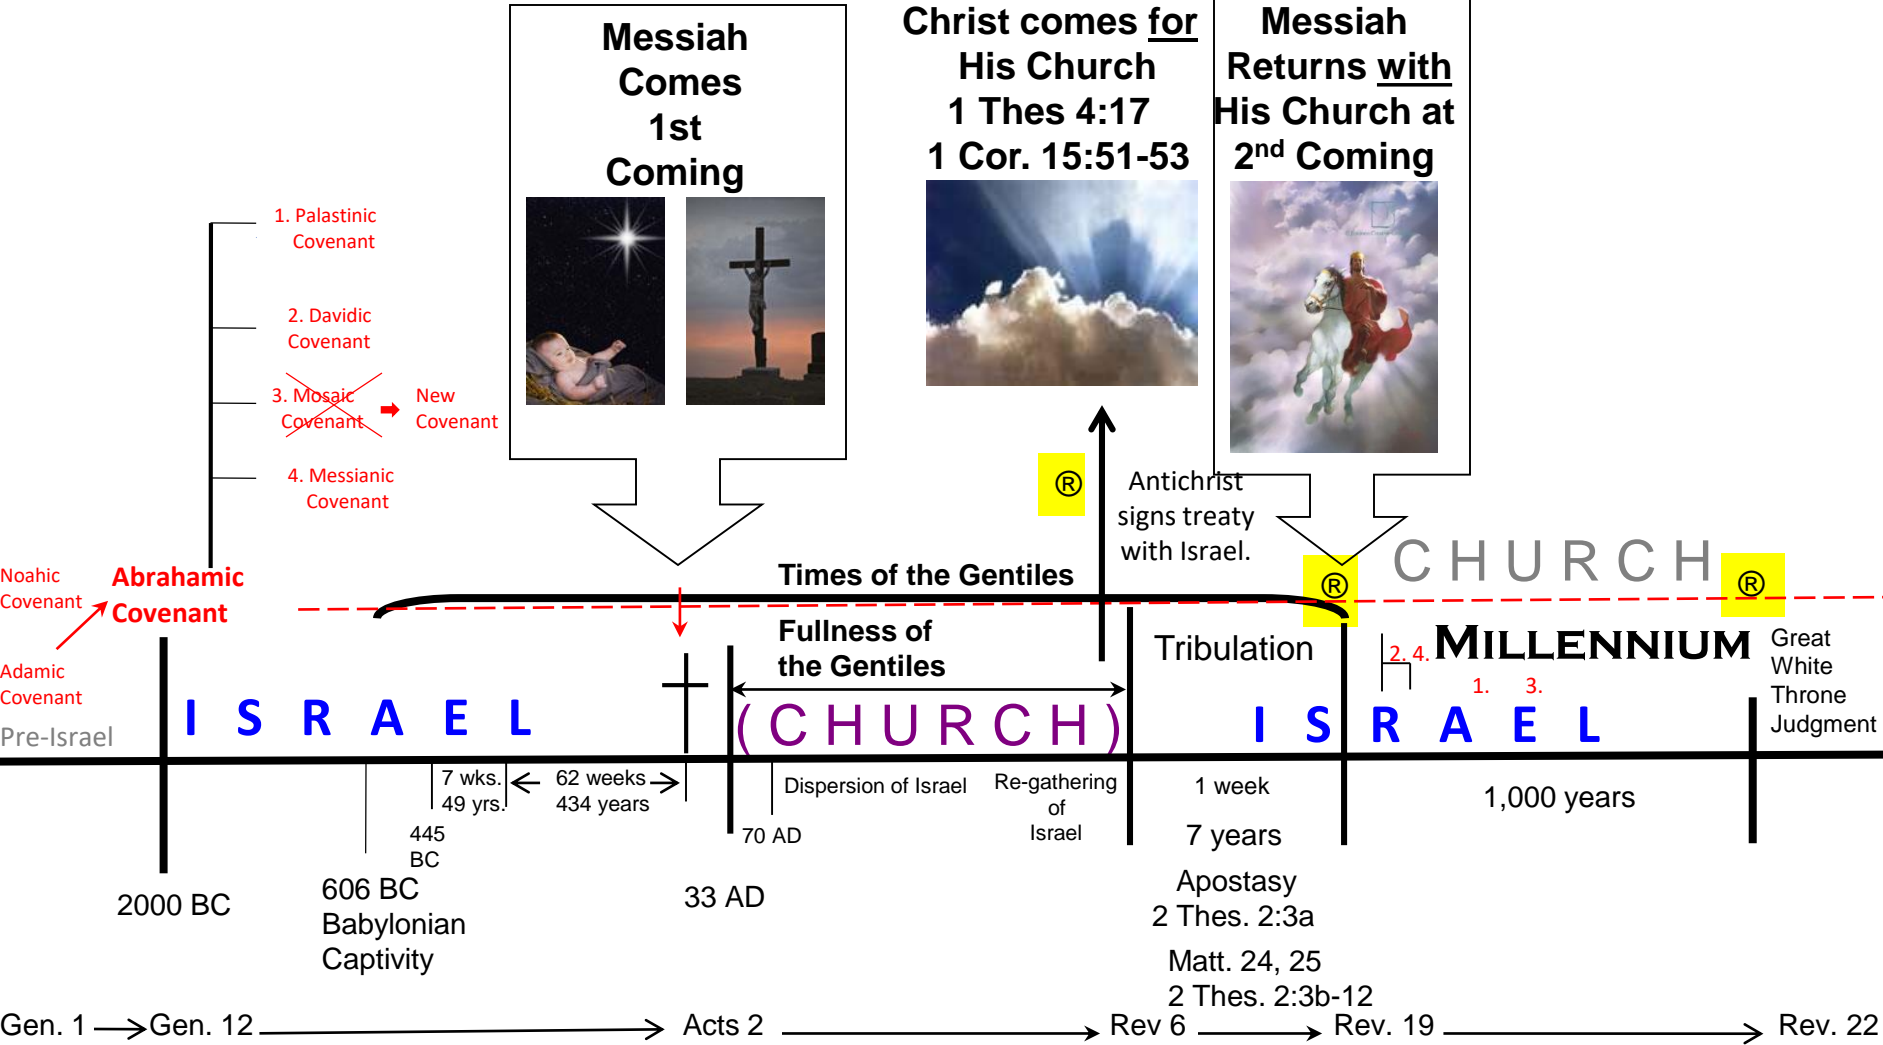 Messiah
Comes
1st
Coming
Christ comes for
His Church
1 Thes 4:17
1 Cor. 15:51-53
Messiah
Returns with
His Church at
2nd Coming
1. Palastinic
Covenant
2. Davidic
Covenant
3. Mosaic
Covenant
New
Covenant
4. Messianic
Covenant
®
Antichrist
signs treaty
with Israel.
Noahic
Covenant
Abrahamic
Covenant
Adamic
Covenant
Pre-Israel
Times of the Gentiles
Fullness of
the Gentiles
®
CHURCH
®
Tribulation
2. 4.
MILLENNIUM
1. 3.
Great
White
Throne
Judgment
ISRAEL
(CHURCH)
ISRAEL
7 wks.
49 yrs.
62 weeks
434 years
Dispersion of Israel
Re-gathering
of
Israel
1 week
7 years
1,000 years
445
BC
70 AD
2000 BC
606 BC
Babylonian
Captivity
33 AD
Apostasy
2 Thes. 2:3a
Matt. 24, 25
2 Thes. 2:3b-12
Gen. 1
Gen. 12
Acts 2
Rev 6
Rev. 19
Rev. 22